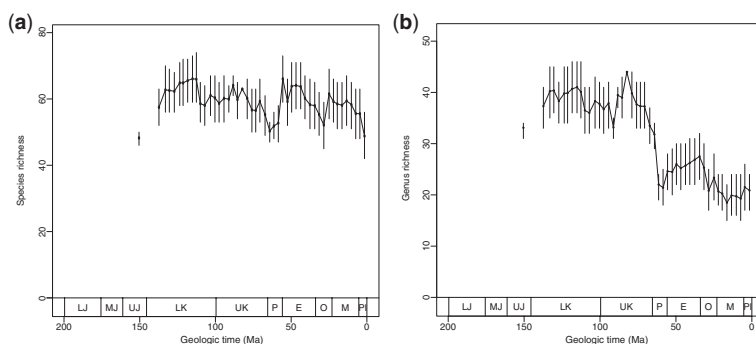 (a)
80
60
40
20
0
Species richness
LJ MJ UJ LK UK P E O M Pl
200 150 100 50 0
Geologic time (Ma)
(b)
50
40
30
20
10
0
Genus richness
LJ MJ UJ LK UK P E O M Pl
200 150 100 50 0
Geologic time (Ma)